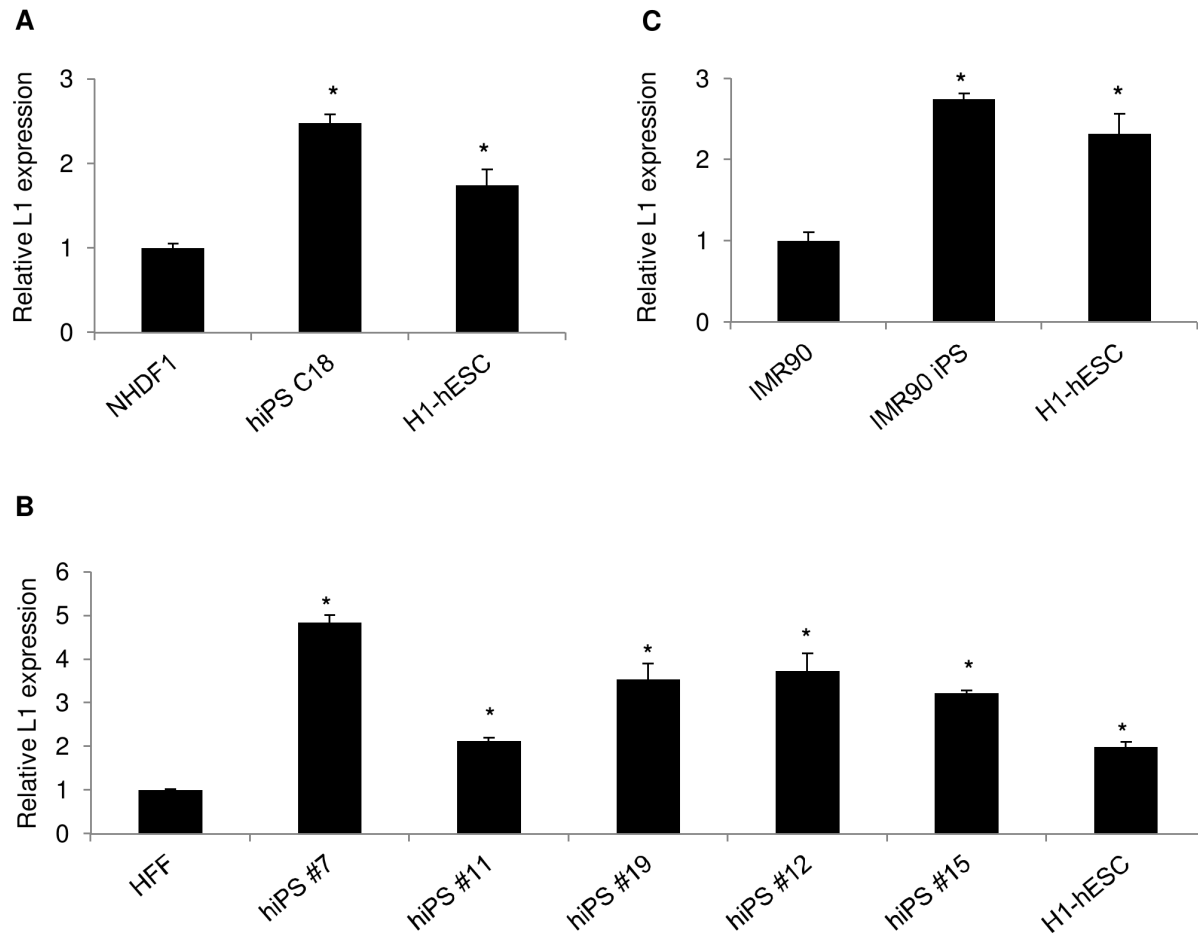 A
Relative L1 expression
3
2
1
0
*
*
NHDF1
hiPS C18
H1-hESC
C
Relative L1 expression
3
2
1
0
*
*
IMR90
IMR90 iPS
H1-hESC
B
Relative L1 expression
6
5
4
3
2
1
0
*
*
*
*
*
*
HFF
hiPS #7
hiPS #11
hiPS #19
hiPS #12
hiPS #15
H1-hESC